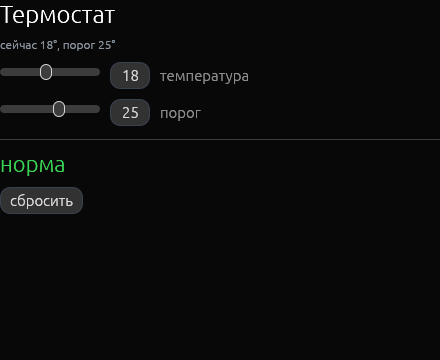 Термостат
сейчас 18°, порог 25°
18 температура
25 порог
норма
сбросить